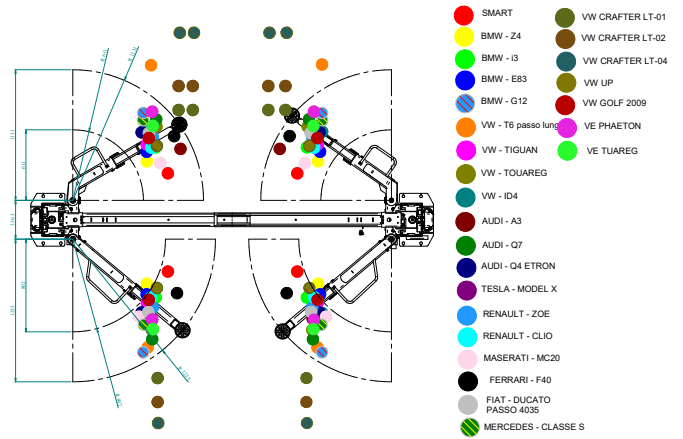 SMART
BMW - Z4
BMW - i3
BMW - E83
BMW - G12
VW - T6 passo lung
VW - TIGUAN
VW - TOUAREG
VW - ID4
AUDI - A3
AUDI - Q7
AUDI - Q4 ETRON
TESLA - MODEL X
RENAULT - ZOE
RENAULT - CLIO
MASERATI - MC20
FERRARI - F40
FIAT - DUCATO
PASSO 4035
MERCEDES - CLASSE S
VW CRAFTER LT-01
VW CRAFTER LT-02
VW CRAFTER LT-04
VW UP
VW GOLF 2009
VE PHAETON
VE TUAREG